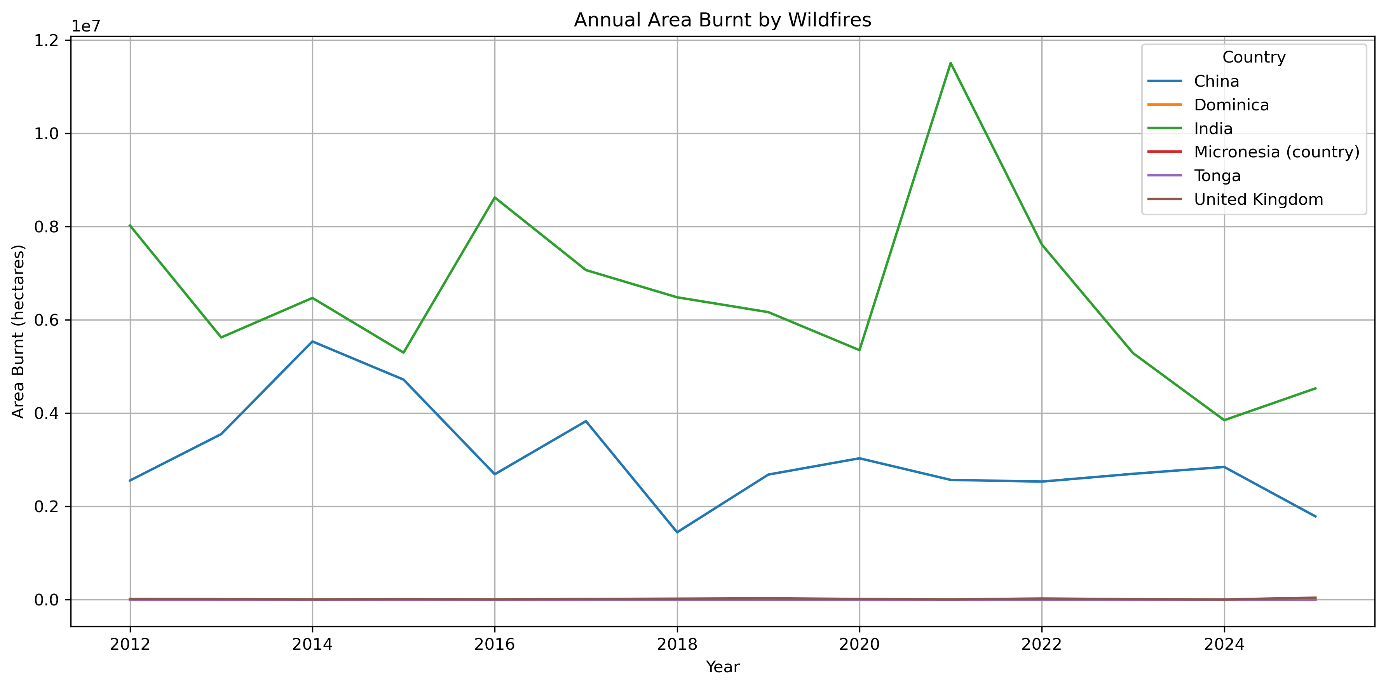 Annual Area Burnt by Wildfires
1e7
1.2
1.0
0.8
0.6
0.4
0.2
0.0
Area Burnt (hectares)
Country
China
Dominica
India
Micronesia (country)
Tonga
United Kingdom
2012
2014
2016
2018
2020
2022
2024
Year